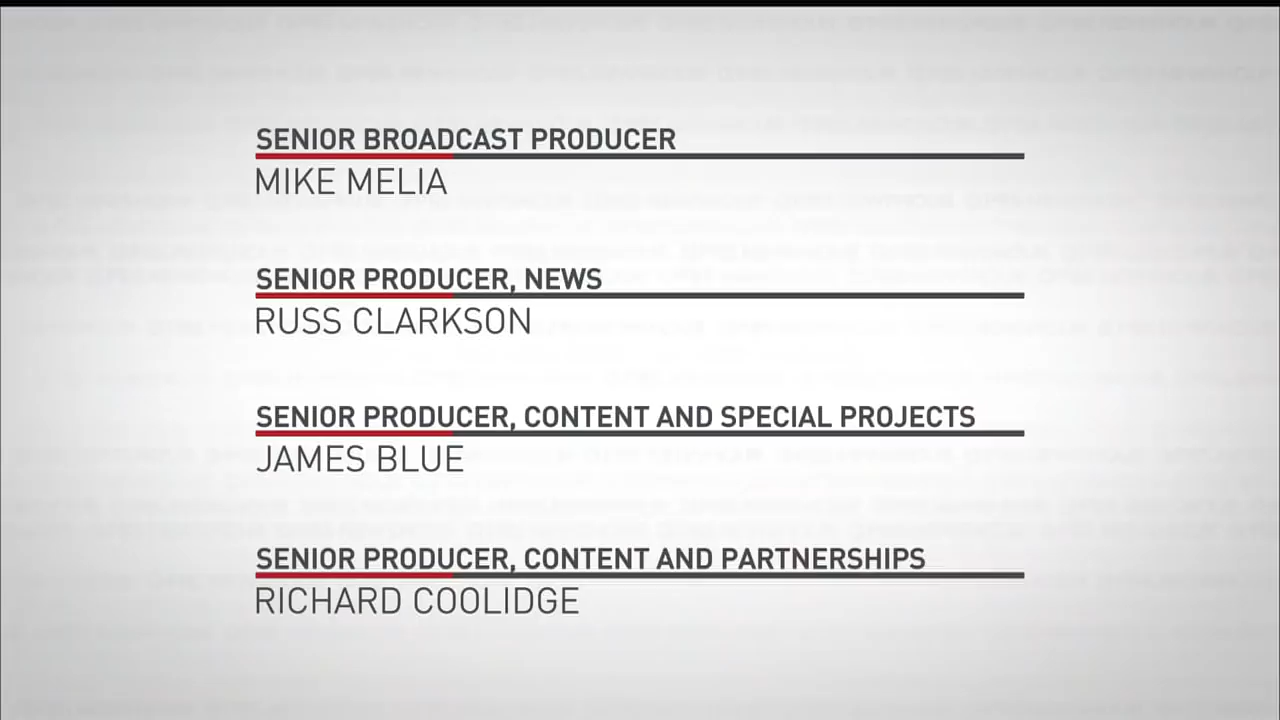 SENIOR BROADCAST PRODUCER
MIKE MELIA
SENIOR PRODUCER, NEWS
RUSS CLARKSON
SENIOR PRODUCER, CONTENT AND SPECIAL PROJECTS
JAMES BLUE
SENIOR PRODUCER, CONTENT AND PARTNERSHIPS
RICHARD COOLIDGE